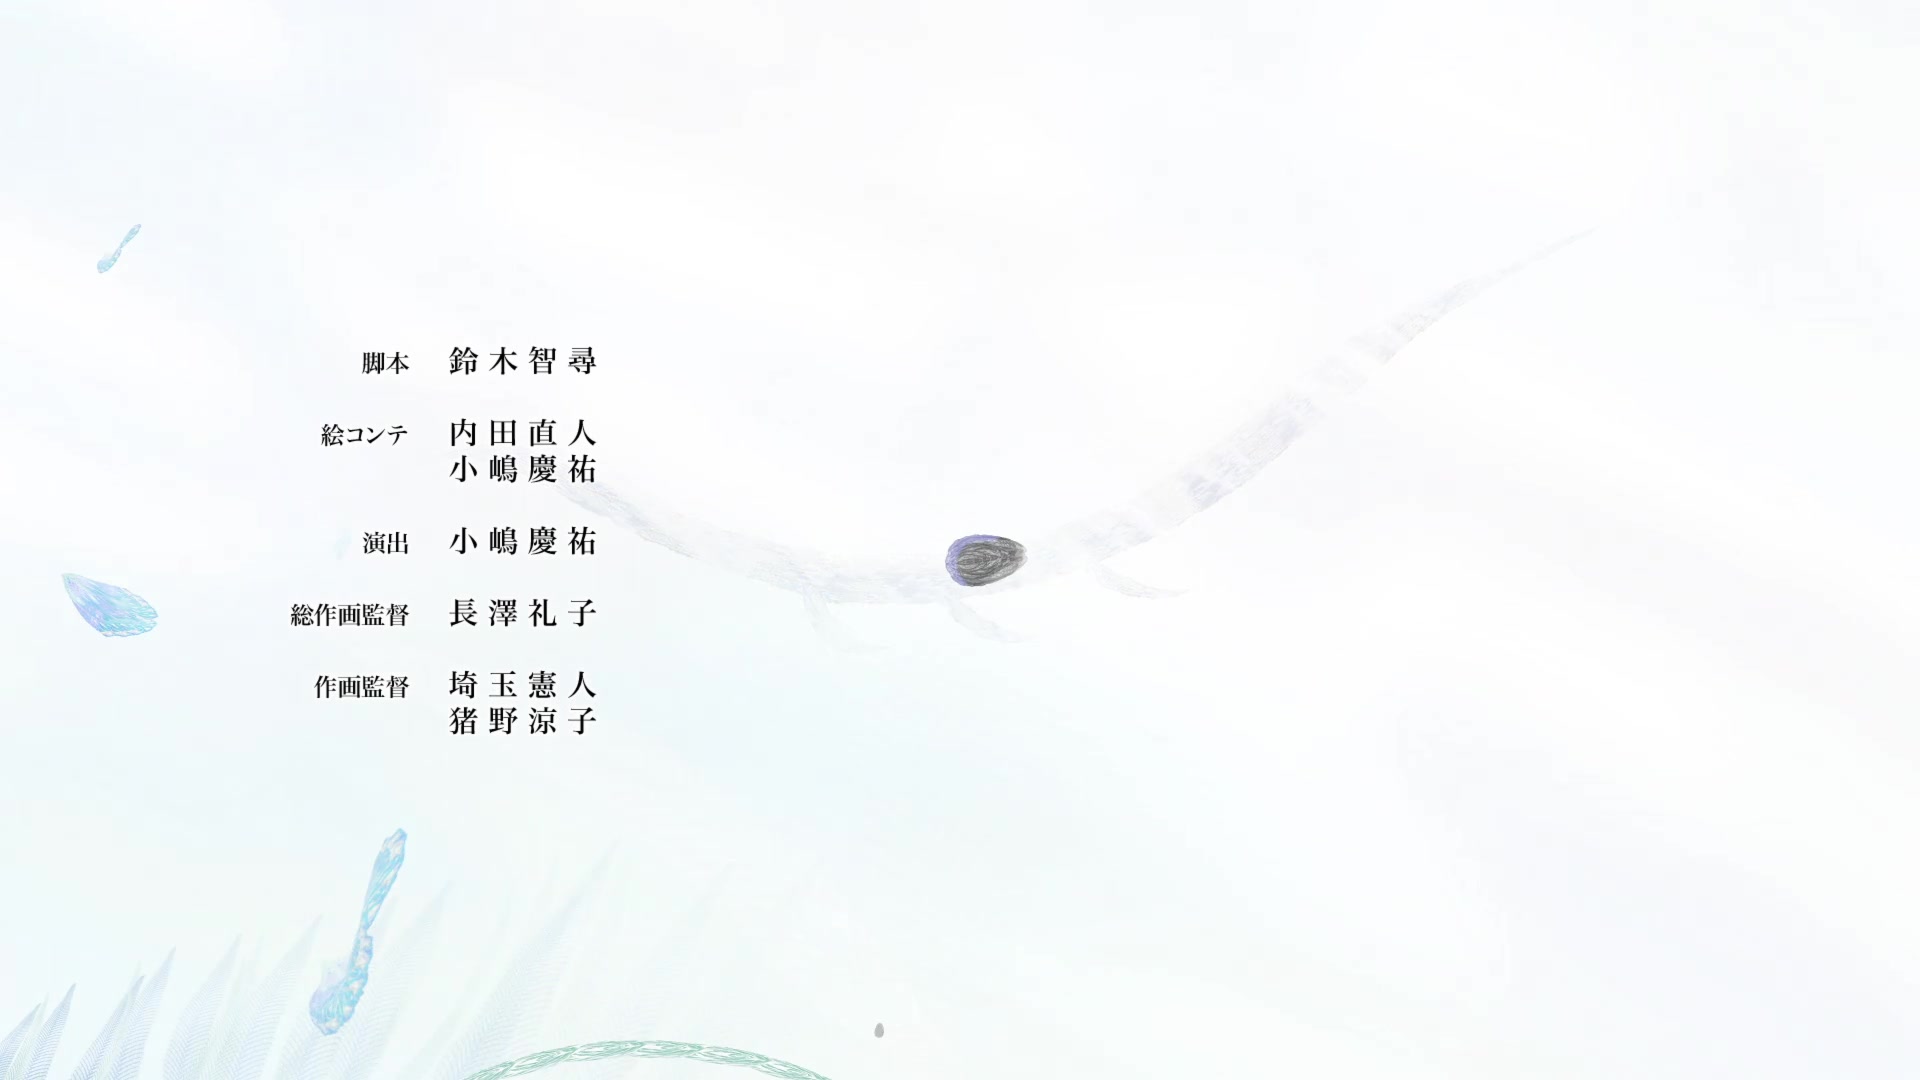 脚本 鈴木智尋
絵コンテ 内田直人
小嶋慶祐
演出 小嶋慶祐
総作画監督 長澤礼子
作画監督 埼玉憲人
猪野涼子